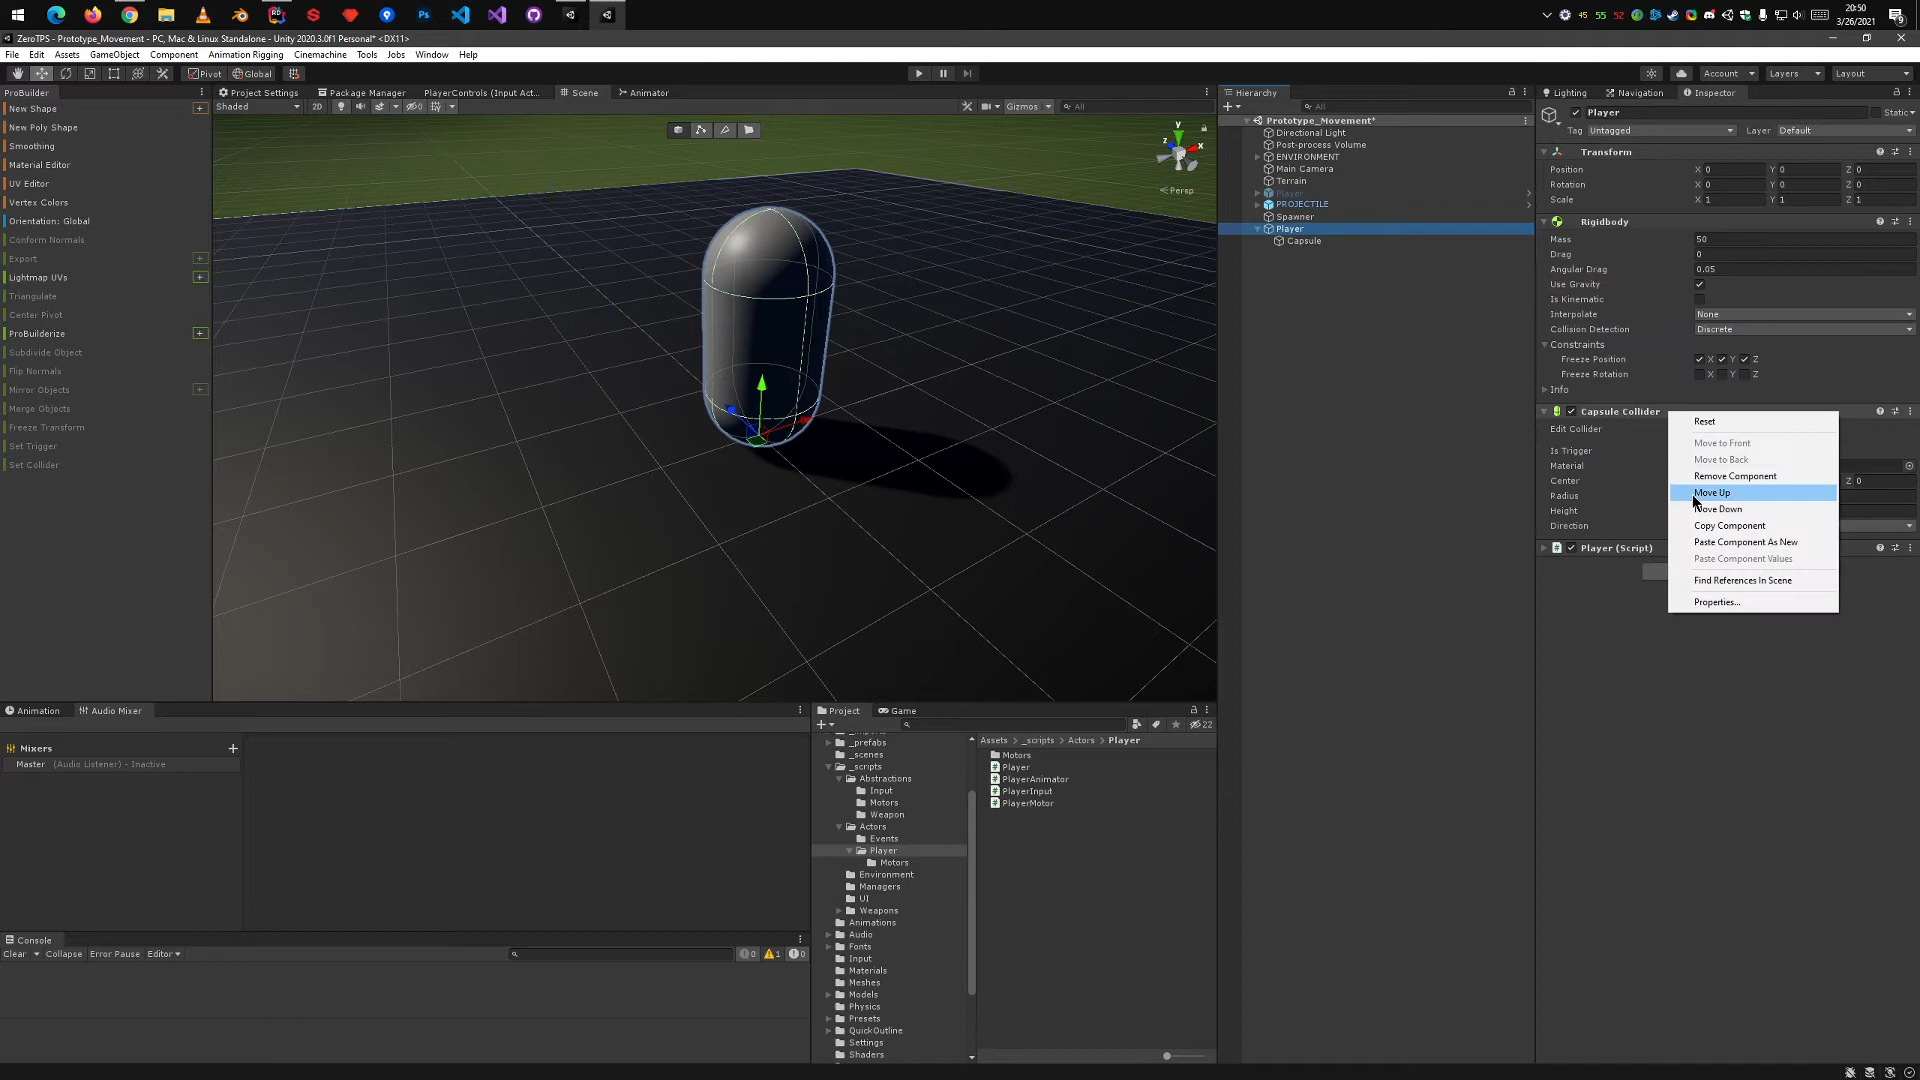 45 55 52
20:50
3/26/2021
ZeroTPS - Prototype_Movement - PC, Mac & Linux Standalone - Unity 2020.3.0f1 Personal* <DX11>
File Edit Assets GameObject Component Animation Rigging Cinemachine Tools Jobs Window Help
Pivot Global Account Layers Layout
ProBuilder Project Settings Package Manager PlayerControls (Input Act... Scene Animator Hierarchy Lighting Navigation Inspector
New Shape
New Poly Shape
Smoothing
Material Editor
UV Editor
Vertex Colors
Orientation: Global
Conform Normals
Export
Lightmap UVs
Triangulate
Center Pivot
ProBuilderize
Subdivide Object
Flip Normals
Mirror Objects
Merge Objects
Freeze Transform
Set Trigger
Set Collider
Shaded 2D Gizmos All
y
x
z
Persp
All
Prototype_Movement*
Directional Light
Post-process Volume
ENVIRONMENT
Main Camera
Terrain
Player
PROJECTILE
Spawner
Player
Capsule
Player Static
Tag Untagged Layer Default
Transform
Position X 0 Y 0 Z 0
Rotation X 0 Y 0 Z 0
Scale X 1 Y 1 Z 1
Rigidbody
Mass 50
Drag 0
Angular Drag 0.05
Use Gravity
Is Kinematic
Interpolate None
Collision Detection Discrete
Constraints
Freeze Position X Y Z
Freeze Rotation X Y Z
Info
Capsule Collider
Edit Collider
Is Trigger
Material
Center Z 0
Radius
Height
Direction
Player (Script)
Reset
Move to Front
Move to Back
Remove Component
Move Up
Move Down
Copy Component
Paste Component As New
Paste Component Values
Find References In Scene
Properties...
Animation Audio Mixer
Mixers
Master (Audio Listener) - Inactive
Console
Clear Collapse Error Pause Editor 0 1 0
Project Game
22
_prefabs
_scenes
_scripts
Abstractions
Input
Motors
Weapon
Actors
Events
Player
Motors
Environment
Managers
UI
Weapons
Animations
Audio
Fonts
Input
Materials
Meshes
Models
Physics
Presets
QuickOutline
Settings
Shaders
Assets > _scripts > Actors > Player
Motors
Player
PlayerAnimator
PlayerInput
PlayerMotor